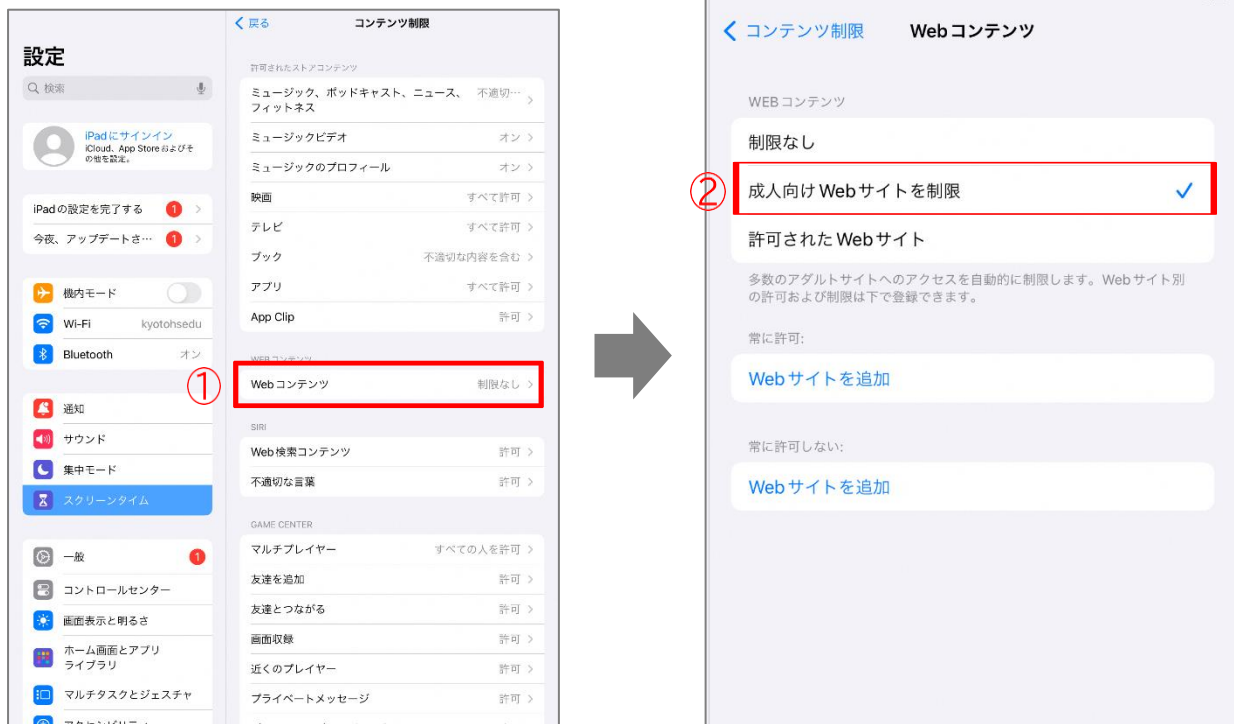 設定
検索
iPadにサインイン
iCloud、App Storeおよびそ
の他を設定。
iPadの設定を完了する 1
今夜、アップデートさ… 1
機内モード
Wi-Fi kyotohsedu
Bluetooth オン
通知
サウンド
集中モード
スクリーンタイム
一般 1
コントロールセンター
画面表示と明るさ
ホーム画面とアプリ
ライブラリ
マルチタスクとジェスチャ
アクセシビリティ
戻る コンテンツ制限
許可されたストアコンテンツ
ミュージック、ポッドキャスト、ニュース、 不適切…
フィットネス
ミュージックビデオ オン
ミュージックのプロフィール オン
映画 すべて許可
テレビ すべて許可
ブック 不適切な内容を含む
アプリ すべて許可
App Clip 許可
WEBコンテンツ
① Webコンテンツ 制限なし
SIRI
Web検索コンテンツ 許可
不適切な言葉 許可
GAME CENTER
マルチプレイヤー すべての人を許可
友達を追加 許可
友達とつながる 許可
画面収録 許可
近くのプレイヤー 許可
プライベートメッセージ 許可
コンテンツ制限 Webコンテンツ
WEBコンテンツ
制限なし
② 成人向けWebサイトを制限
許可されたWebサイト
多数のアダルトサイトへのアクセスを自動的に制限します。Webサイト別
の許可および制限は下で登録できます。
常に許可:
Webサイトを追加
常に許可しない:
Webサイトを追加